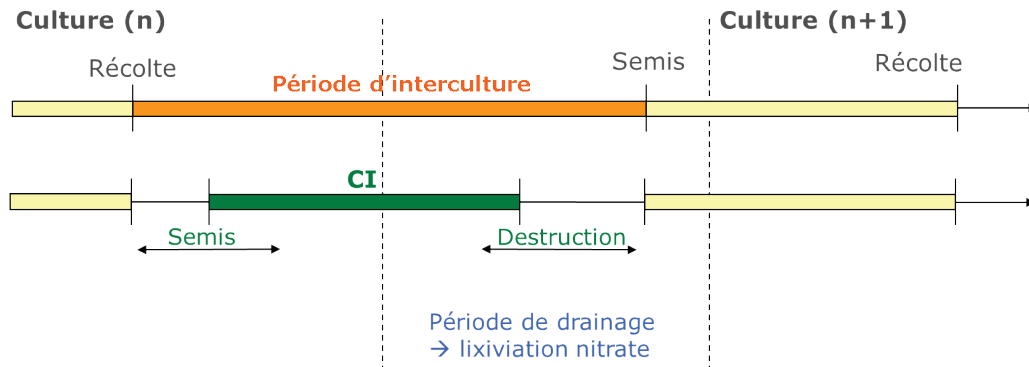 Culture (n)
Culture (n+1)
Récolte
Période d'interculture
Semis
Récolte
CI
Semis
Destruction
Période de drainage
→ lixiviation nitrate